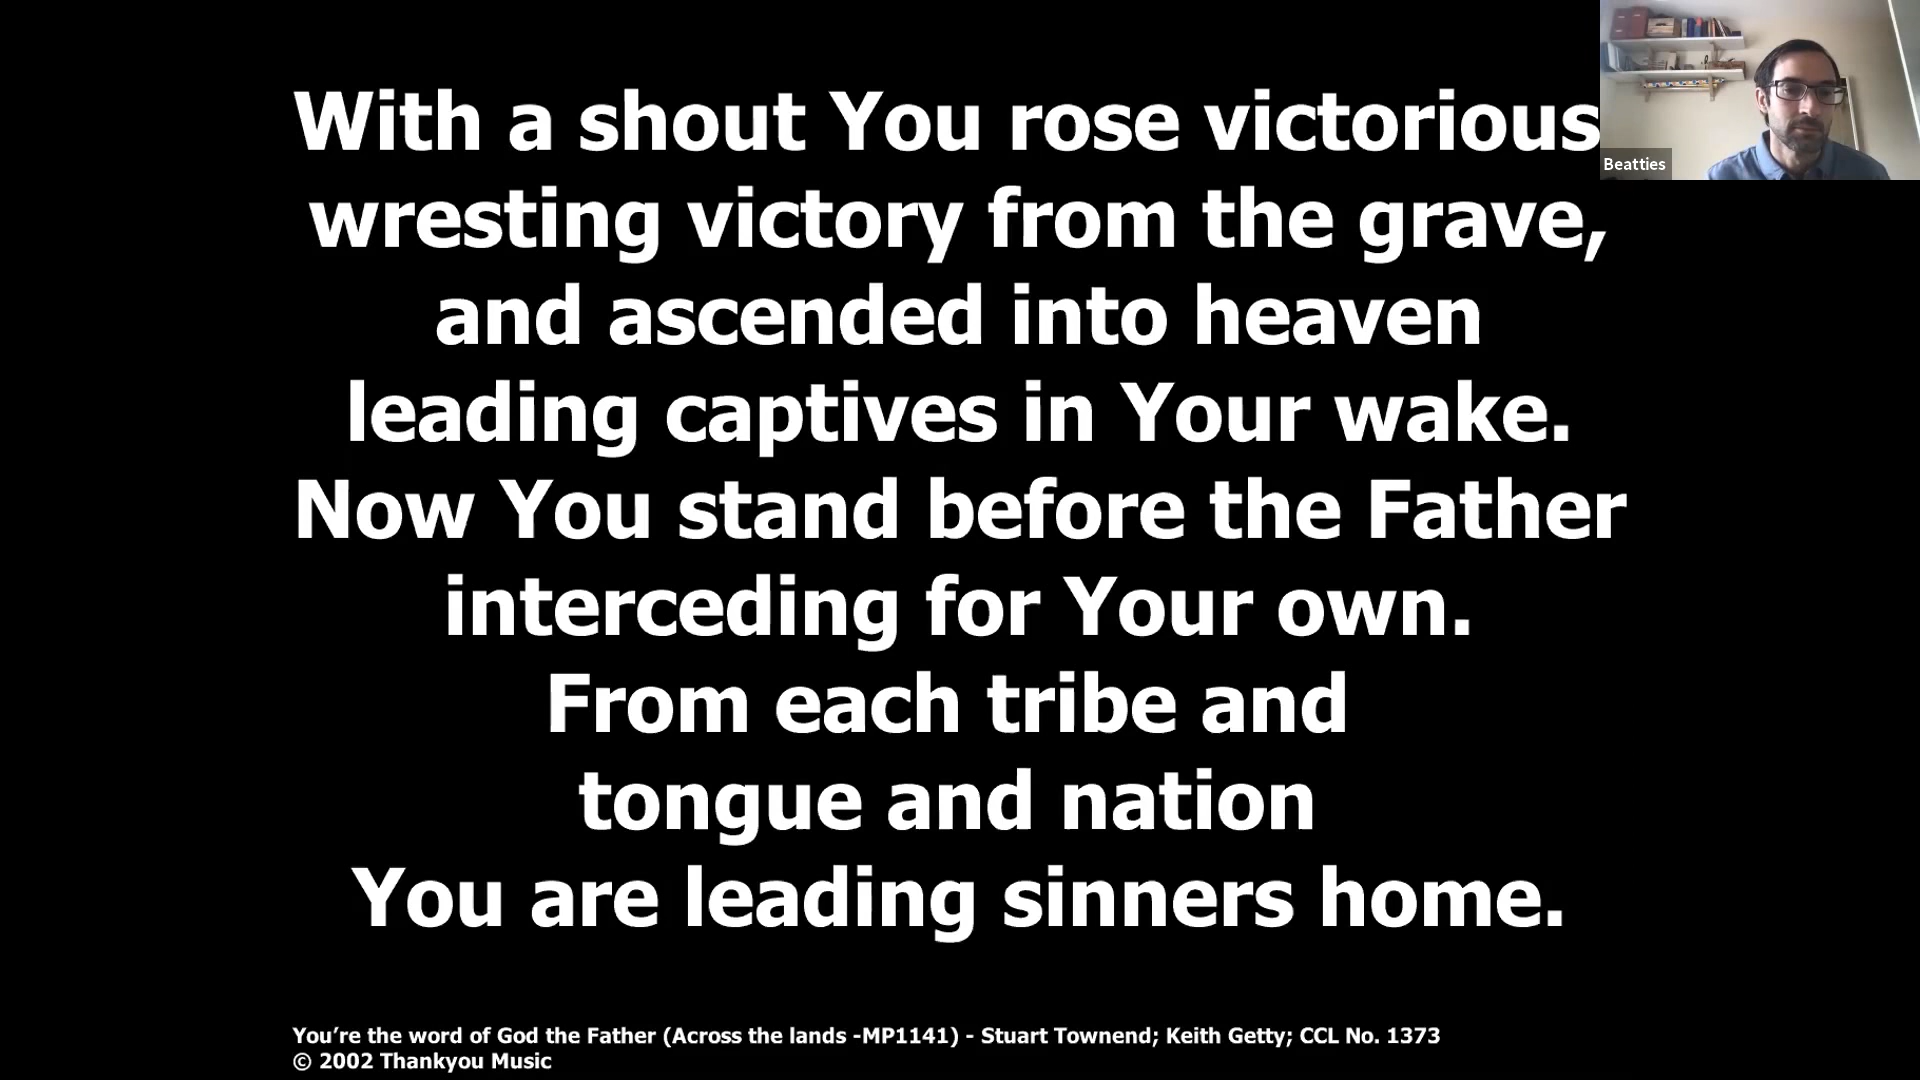 With a shout You rose victorious
wresting victory from the grave,
and ascended into heaven
leading captives in Your wake.
Now You stand before the Father
interceding for Your own.
From each tribe and
tongue and nation
You are leading sinners home.
Beatties
You’re the word of God the Father (Across the lands -MP1141) - Stuart Townend; Keith Getty; CCL No. 1373
© 2002 Thankyou Music